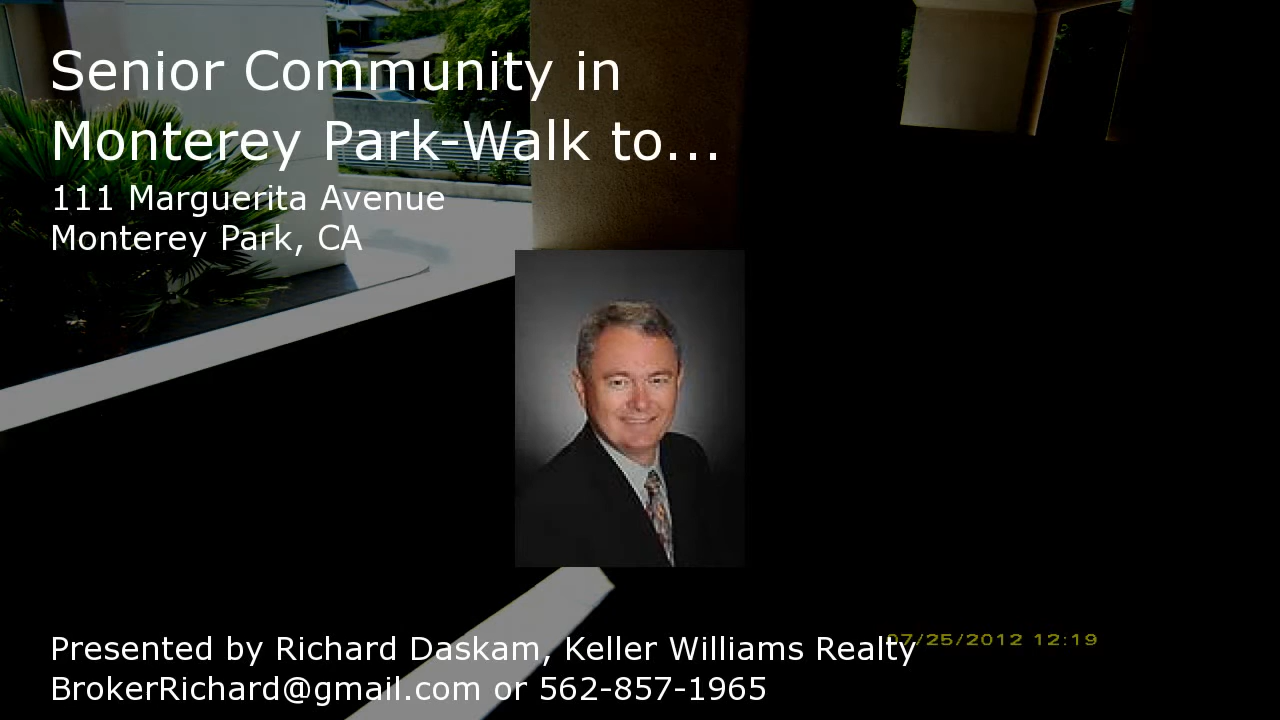 Senior Community in
Monterey Park-Walk to...
111 Marguerita Avenue
Monterey Park, CA
Presented by Richard Daskam, Keller Williams Realty
07/25/2012 12:19
BrokerRichard@gmail.com or 562-857-1965